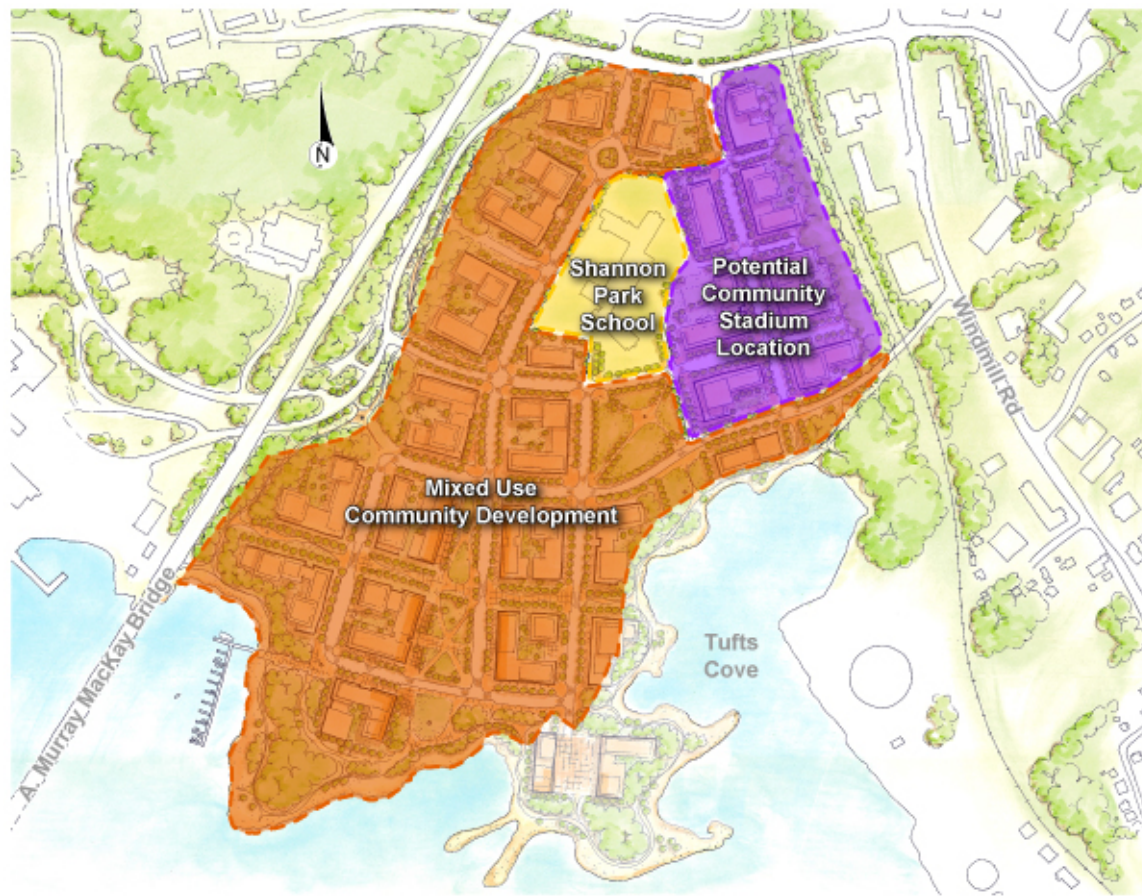 N
Shannon
Park
School
Potential
Community
Stadium
Location
Windmill Rd
Mixed Use
Community Development
A. Murray MacKay Bridge
Tufts
Cove